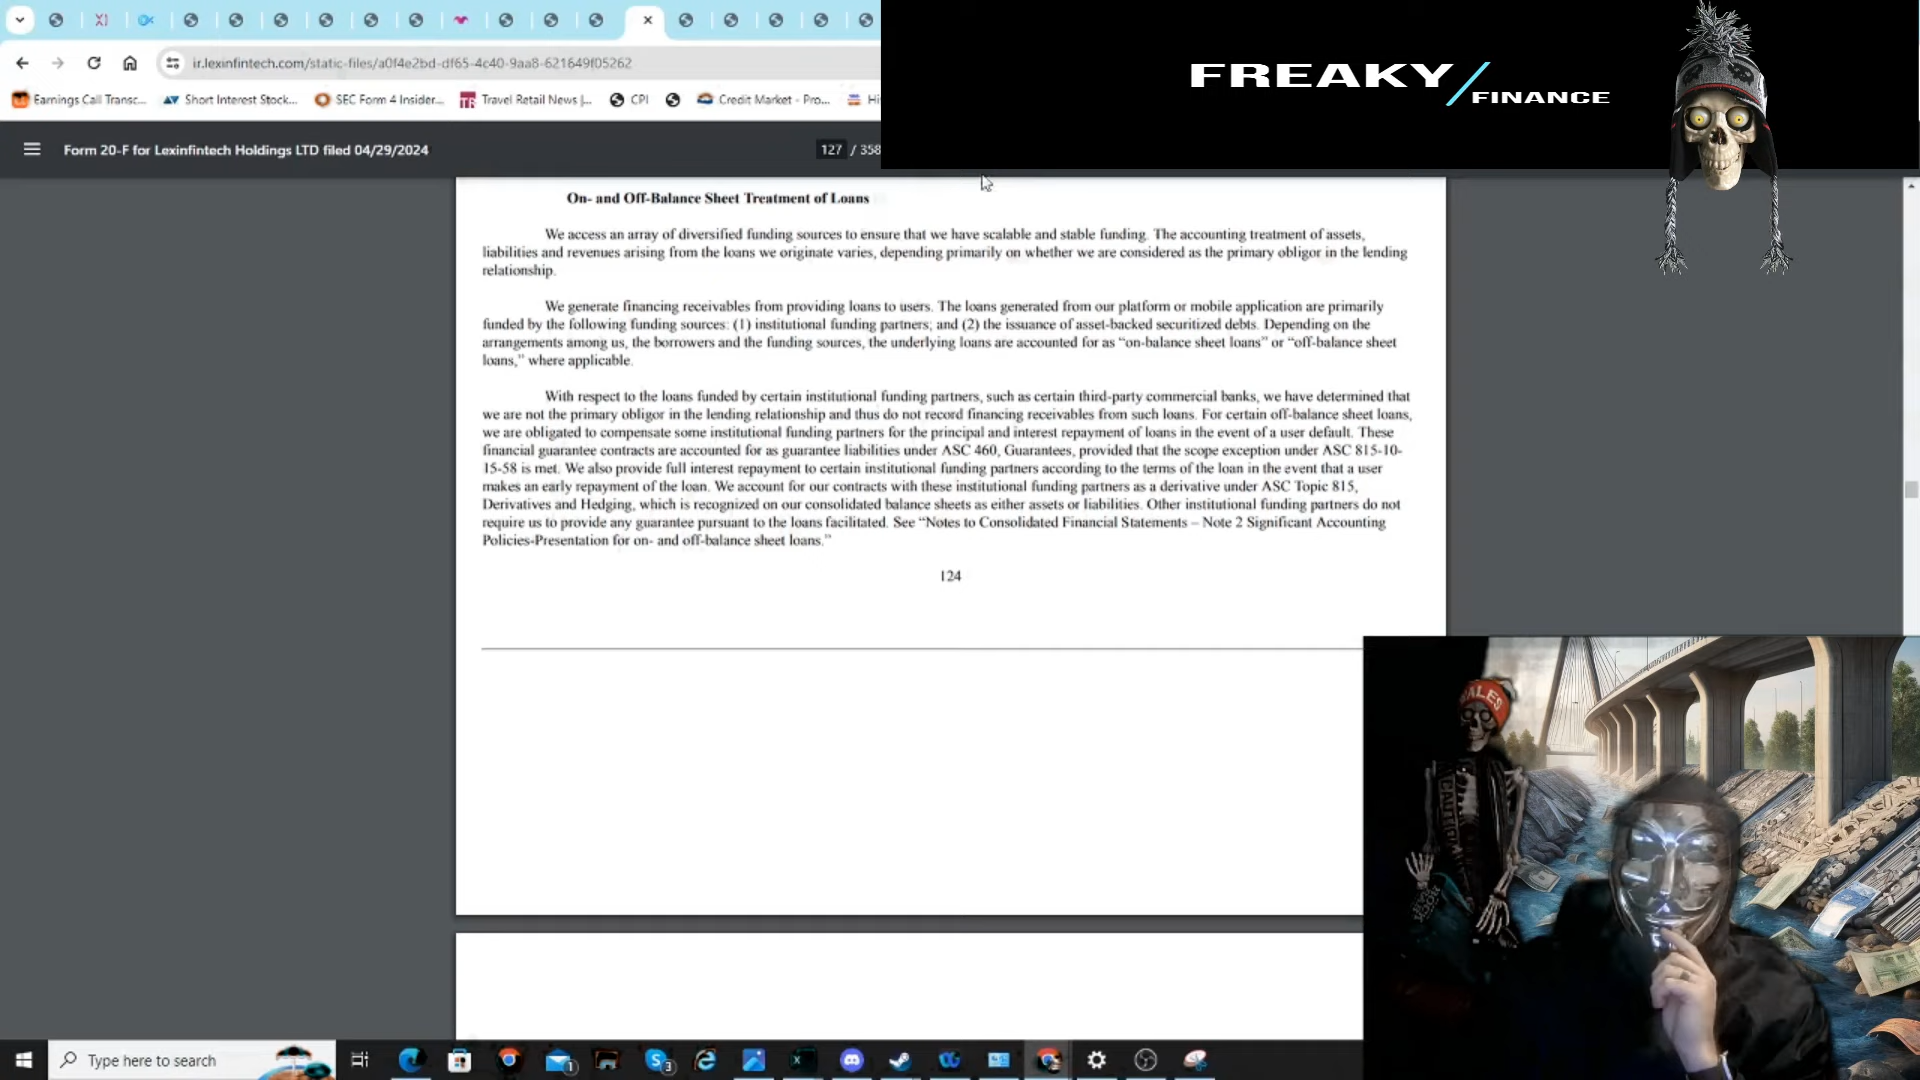 ir.lexinfintech.com/static-files/a0f4e2bd-df65-4c40-9aa8-621649f05262
Earnings Call Transc...
Short Interest Stock...
SEC Form 4 Insider...
Travel Retail News |...
CPI
Credit Market - Pro...
FREAKY/FINANCE
Form 20-F for Lexinfintech Holdings LTD filed 04/29/2024
127 / 358
On- and Off-Balance Sheet Treatment of Loans
We access an array of diversified funding sources to ensure that we have scalable and stable funding. The accounting treatment of assets,
liabilities and revenues arising from the loans we originate varies, depending primarily on whether we are considered as the primary obligor in the lending
relationship.
We generate financing receivables from providing loans to users. The loans generated from our platform or mobile application are primarily
funded by the following funding sources: (1) institutional funding partners; and (2) the issuance of asset-backed securitized debts. Depending on the
arrangements among us, the borrowers and the funding sources, the underlying loans are accounted for as “on-balance sheet loans” or “off-balance sheet
loans,” where applicable.
With respect to the loans funded by certain institutional funding partners, such as certain third-party commercial banks, we have determined that
we are not the primary obligor in the lending relationship and thus do not record financing receivables from such loans. For certain off-balance sheet loans,
we are obligated to compensate some institutional funding partners for the principal and interest repayment of loans in the event of a user default. These
financial guarantee contracts are accounted for as guarantee liabilities under ASC 460, Guarantees, provided that the scope exception under ASC 815-10-
15-58 is met. We also provide full interest repayment to certain institutional funding partners according to the terms of the loan in the event that a user
makes an early repayment of the loan. We account for our contracts with these institutional funding partners as a derivative under ASC Topic 815,
Derivatives and Hedging, which is recognized on our consolidated balance sheets as either assets or liabilities. Other institutional funding partners do not
require us to provide any guarantee pursuant to the loans facilitated. See “Notes to Consolidated Financial Statements – Note 2 Significant Accounting
Policies-Presentation for on- and off-balance sheet loans.”
124
WALES
Type here to search